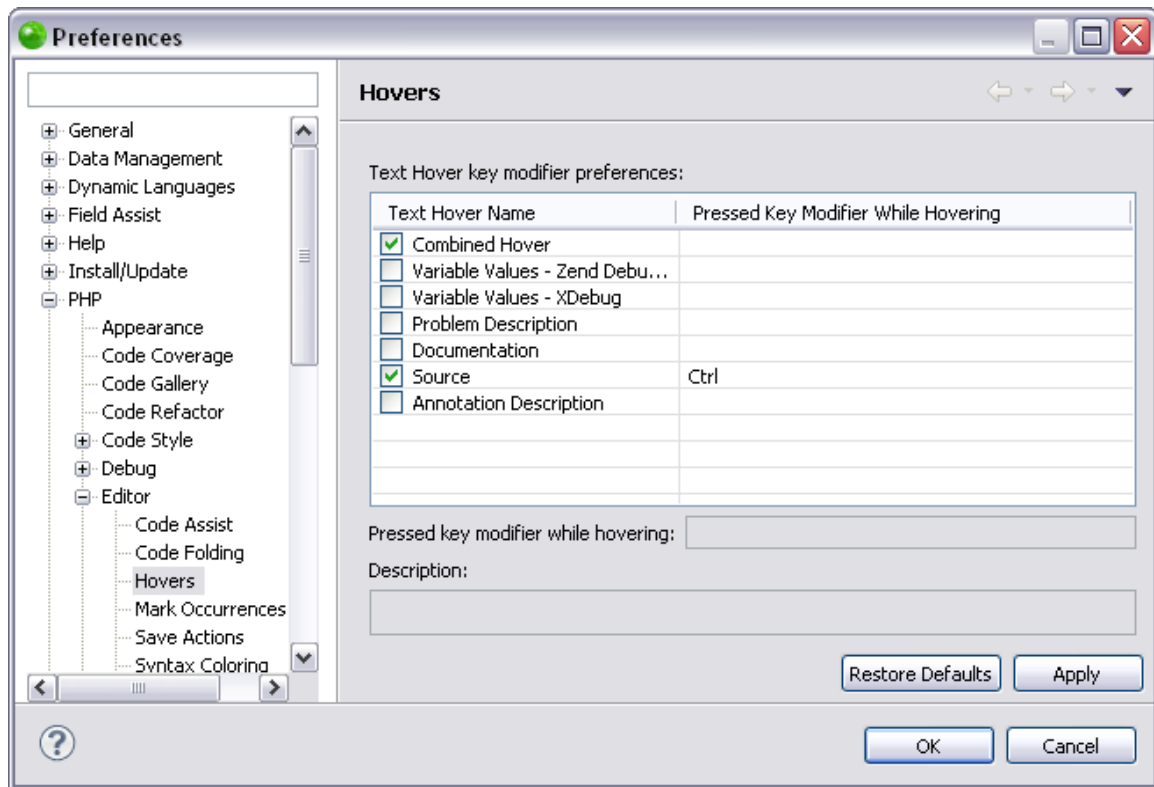 Preferences
Hovers
General
Data Management
Dynamic Languages
Field Assist
Help
Install/Update
PHP
Appearance
Code Coverage
Code Gallery
Code Refactor
Code Style
Debug
Editor
Code Assist
Code Folding
Hovers
Mark Occurrences
Save Actions
Syntax Coloring
Text Hover key modifier preferences:
Text Hover Name Pressed Key Modifier While Hovering
Combined Hover
Variable Values - Zend Debu...
Variable Values - XDebug
Problem Description
Documentation
Source Ctrl
Annotation Description
Pressed key modifier while hovering:
Description:
Restore Defaults Apply
? OK Cancel